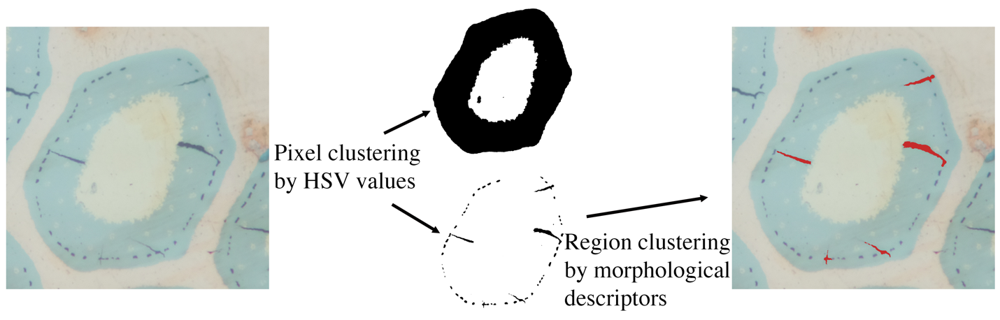 Pixel clustering
by HSV values
Region clustering
by morphological
descriptors